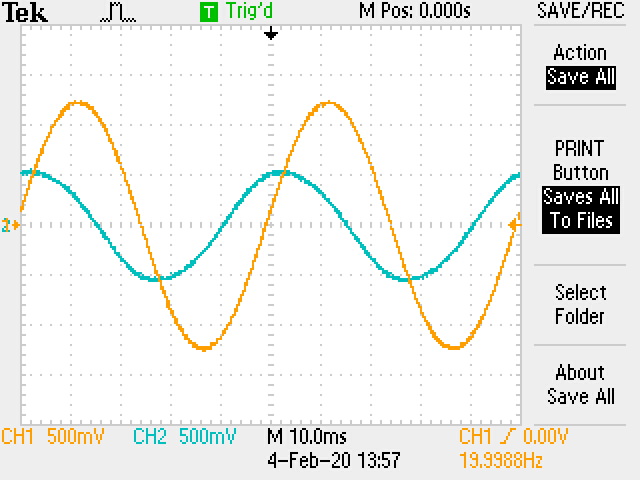 Tek T Trig'd M Pos: 0.000s SAVE/REC
Action
Save All
PRINT
Button
Saves All
To Files
2
Select
Folder
About
Save All
CH1 500mV CH2 500mV M 10.0ms CH1 0.00V
4-Feb-20 13:57 19.9988Hz